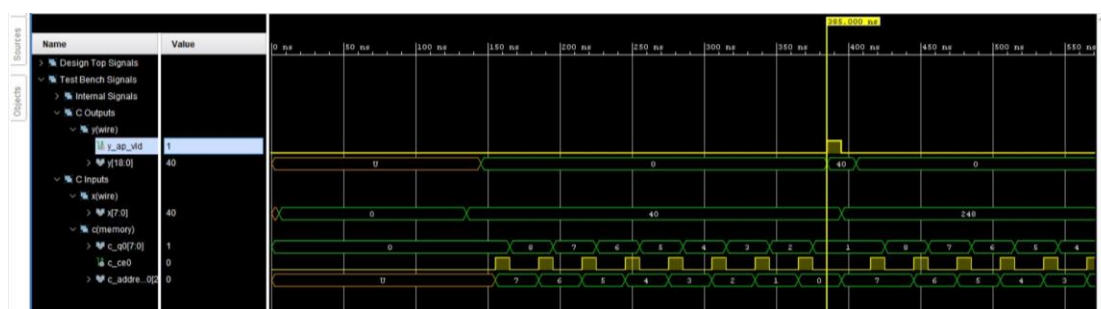 385.000 ns
Sources
Objects
Name Value
0 ns 50 ns 100 ns 150 ns 200 ns 250 ns 300 ns 350 ns 400 ns 450 ns 500 ns 550 ns
Design Top Signals
Test Bench Signals
Internal Signals
C Outputs
y(wire)
y_ap_vld 1
y[18:0] 40 U 0 40 0
C Inputs
x(wire)
x[7:0] 40 0 40 240
c(memory)
c_q0[7:0] 1 0 8 7 6 5 4 3 2 1 8 7 6 5 4
c_ce0 0
c_addre...0[2 0 U 7 6 5 4 3 2 1 0 7 6 5 4 3